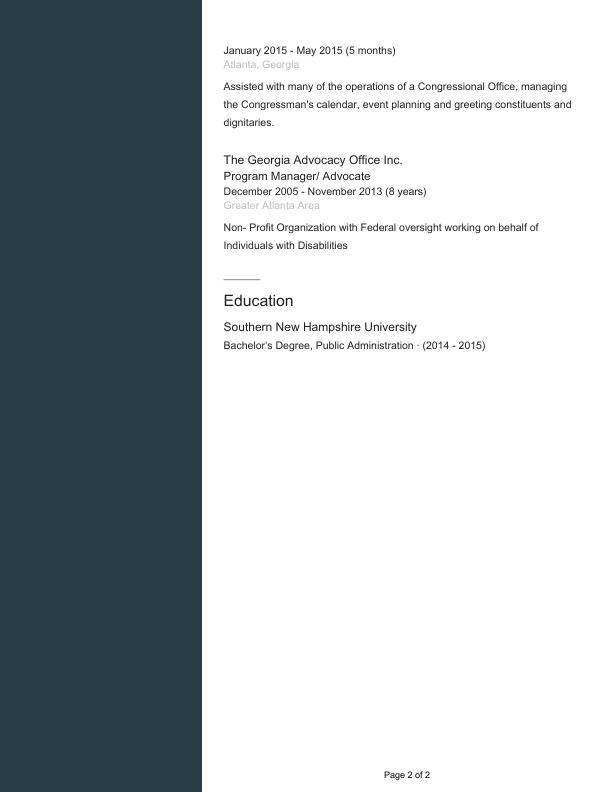 January 2015 - May 2015 (5 months)
Atlanta, Georgia
Assisted with many of the operations of a Congressional Office, managing
the Congressman's calendar, event planning and greeting constituents and
dignitaries.
The Georgia Advocacy Office Inc.
Program Manager/ Advocate
December 2005 - November 2013 (8 years)
Greater Atlanta Area
Non- Profit Organization with Federal oversight working on behalf of
Individuals with Disabilities
Education
Southern New Hampshire University
Bachelor's Degree, Public Administration · (2014 - 2015)
Page 2 of 2